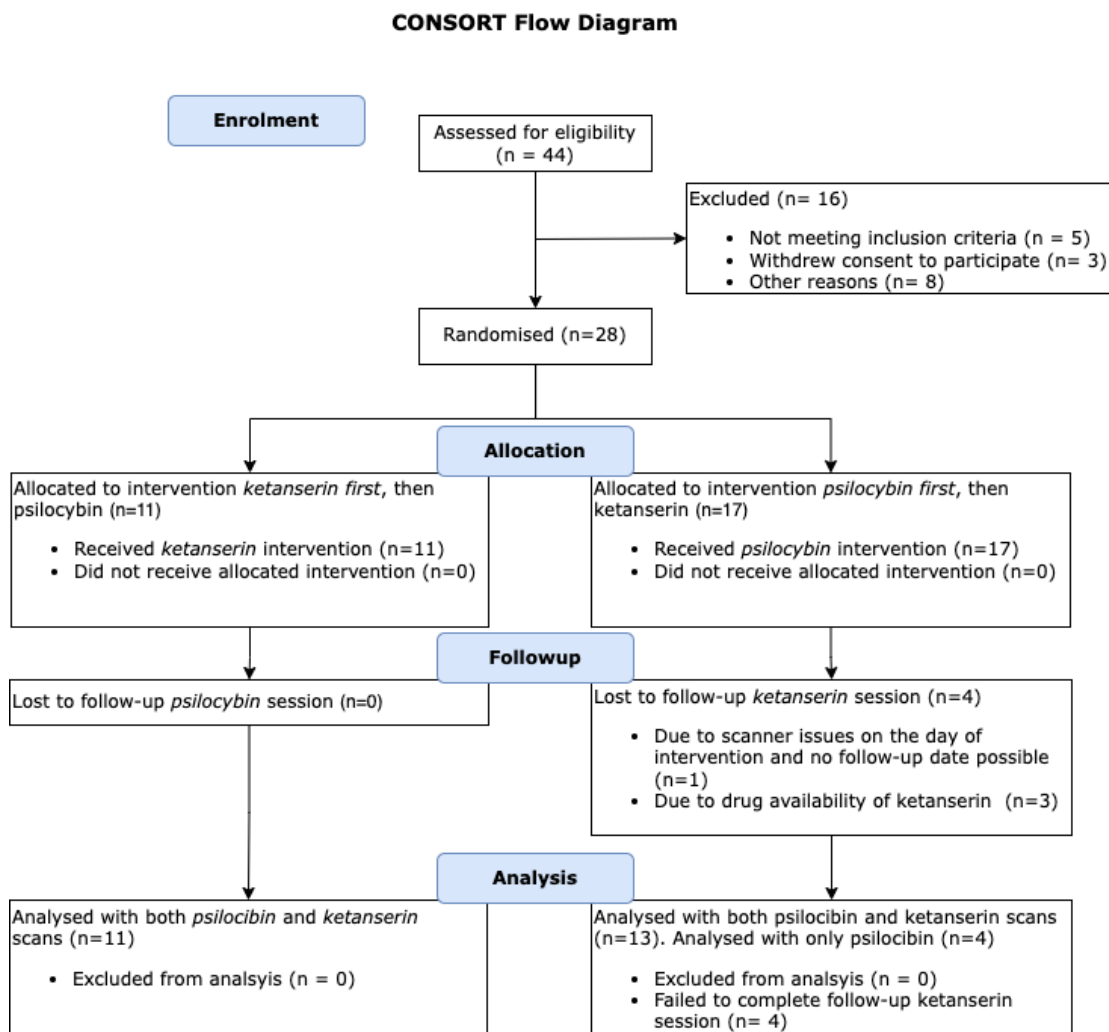 CONSORT Flow Diagram
Enrolment
Assessed for eligibility
(n = 44)
Excluded (n= 16)
• Not meeting inclusion criteria (n = 5)
• Withdrew consent to participate (n= 3)
• Other reasons (n= 8)
Randomised (n=28)
Allocation
Allocated to intervention ketanserin first, then
psilocybin (n=11)
• Received ketanserin intervention (n=11)
• Did not receive allocated intervention (n=0)
Allocated to intervention psilocybin first, then
ketanserin (n=17)
• Received psilocybin intervention (n=17)
• Did not receive allocated intervention (n=0)
Followup
Lost to follow-up psilocybin session (n=0)
Lost to follow-up ketanserin session (n=4)
• Due to scanner issues on the day of
intervention and no follow-up date possible
(n=1)
• Due to drug availability of ketanserin (n=3)
Analysis
Analysed with both psilocibin and ketanserin
scans (n=11)
• Excluded from analsyis (n = 0)
Analysed with both psilocibin and ketanserin scans
(n=13). Analysed with only psilocibin (n=4)
• Excluded from analsyis (n = 0)
• Failed to complete follow-up ketanserin
session (n= 4)